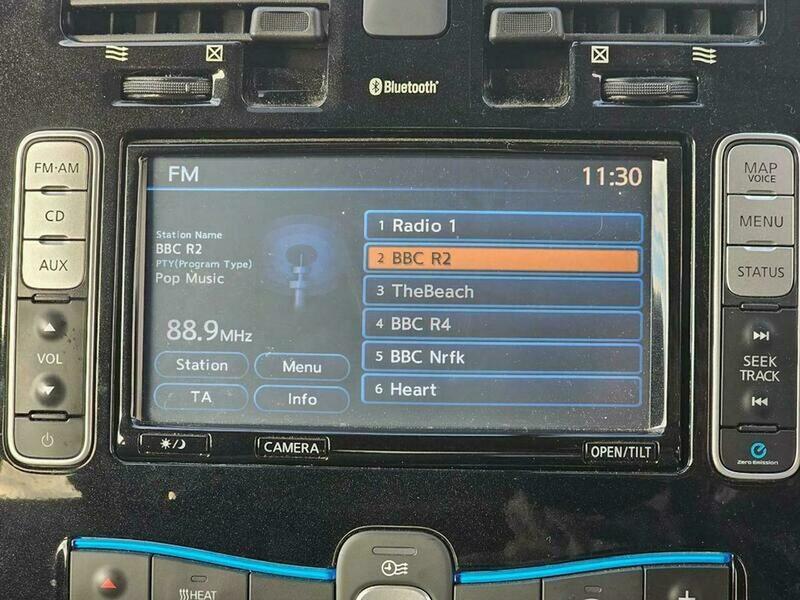 Bluetooth
FM·AM
CD
AUX
VOL
FM
11:30
Station Name
BBC R2
PTY(Program Type)
Pop Music
88.9MHz
Station
Menu
TA
Info
1 Radio 1
2 BBC R2
3 TheBeach
4 BBC R4
5 BBC Nrfk
6 Heart
MAP
VOICE
MENU
STATUS
SEEK
TRACK
Zero Emission
CAMERA
OPEN/TILT
HEAT
+